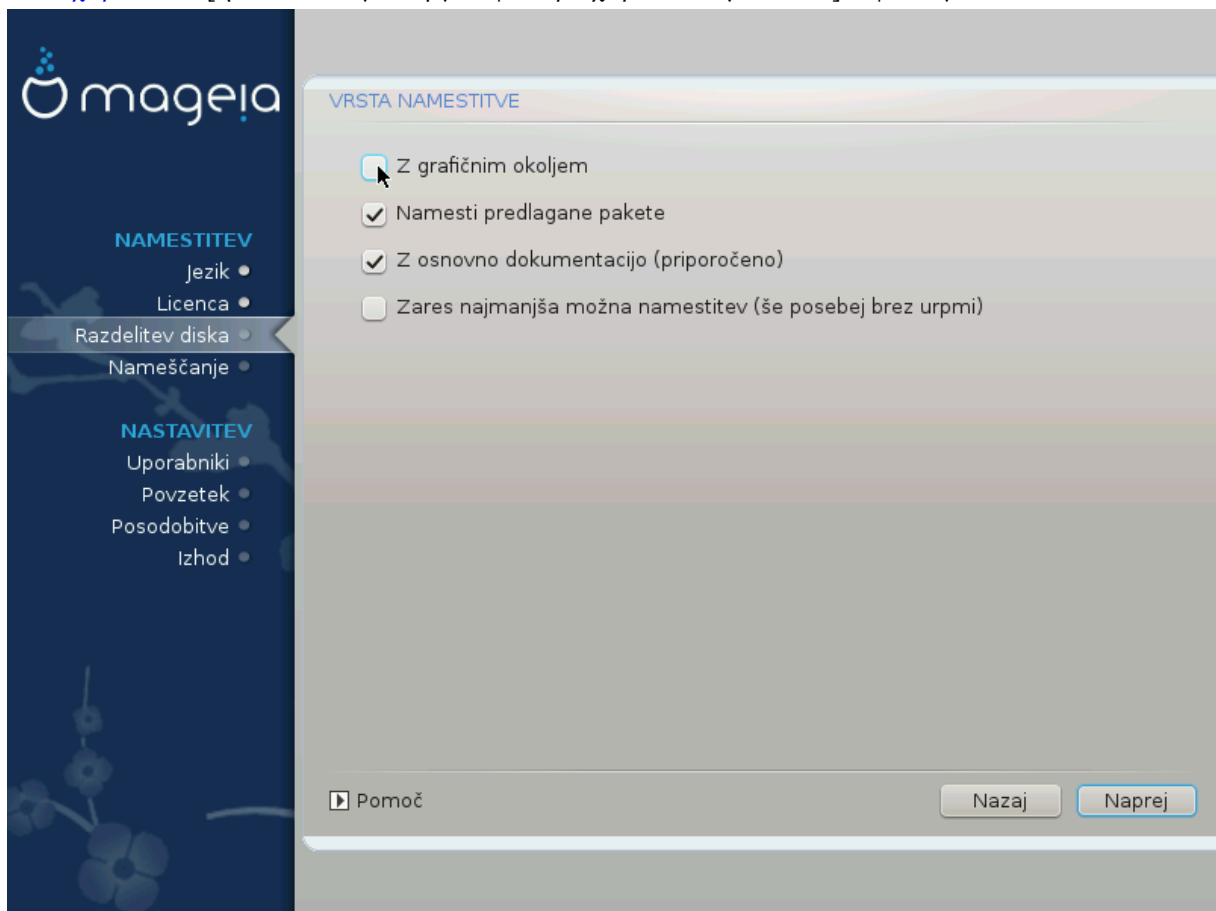 mageia
VRSTA NAMESTITVE
Z grafičnim okoljem
Namesti predlagane pakete
Z osnovno dokumentacijo (priporočeno)
Zares najmanjša možna namestitev (še posebej brez urpmi)
NAMESTITEV
Jezik
Licenca
Razdelitev diska
Nameščanje
NASTAVITEV
Uporabniki
Povzetek
Posodobitve
Izhod
Pomoč
Nazaj
Naprej